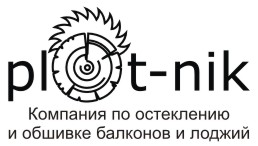 plot-nik
Компания по остеклению
и обшивке балконов и лоджий